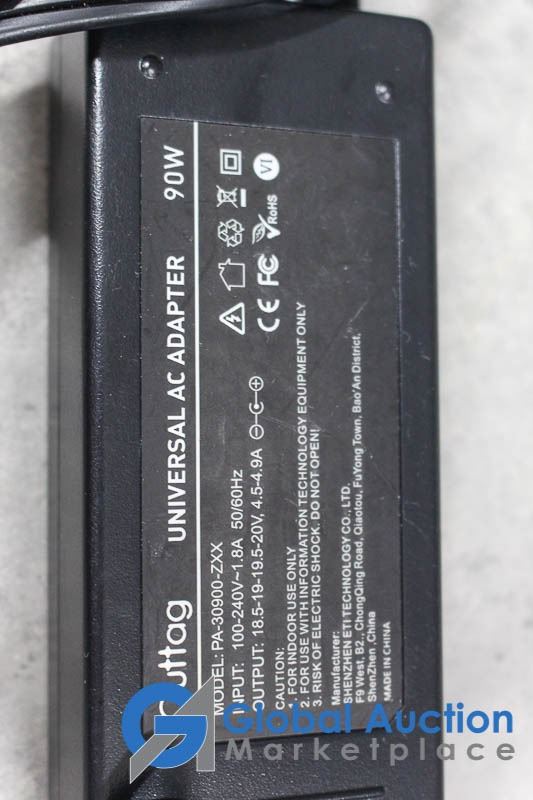 Outtag UNIVERSAL AC ADAPTER 90W
MODEL: PA-30900-ZXX
INPUT: 100-240V~1.8A 50/60Hz
OUTPUT: 18.5-19-19.5-20V, 4.5-4.9A
CE FC RoHS VI
CAUTION:
1. FOR INDOOR USE ONLY
2. FOR USE WITH INFORMATION TECHNOLOGY EQUIPMENT ONLY
3. RISK OF ELECTRIC SHOCK. DO NOT OPEN!
Manufacturer:
SHENZHEN ETI TECHNOLOGY CO., LTD.
F9 West, B2., ChongQing Road, Qiaotou, FuYong Town, Bao'An District,
ShenZhen ,China
MADE IN CHINA
Global Auction
Marketplace